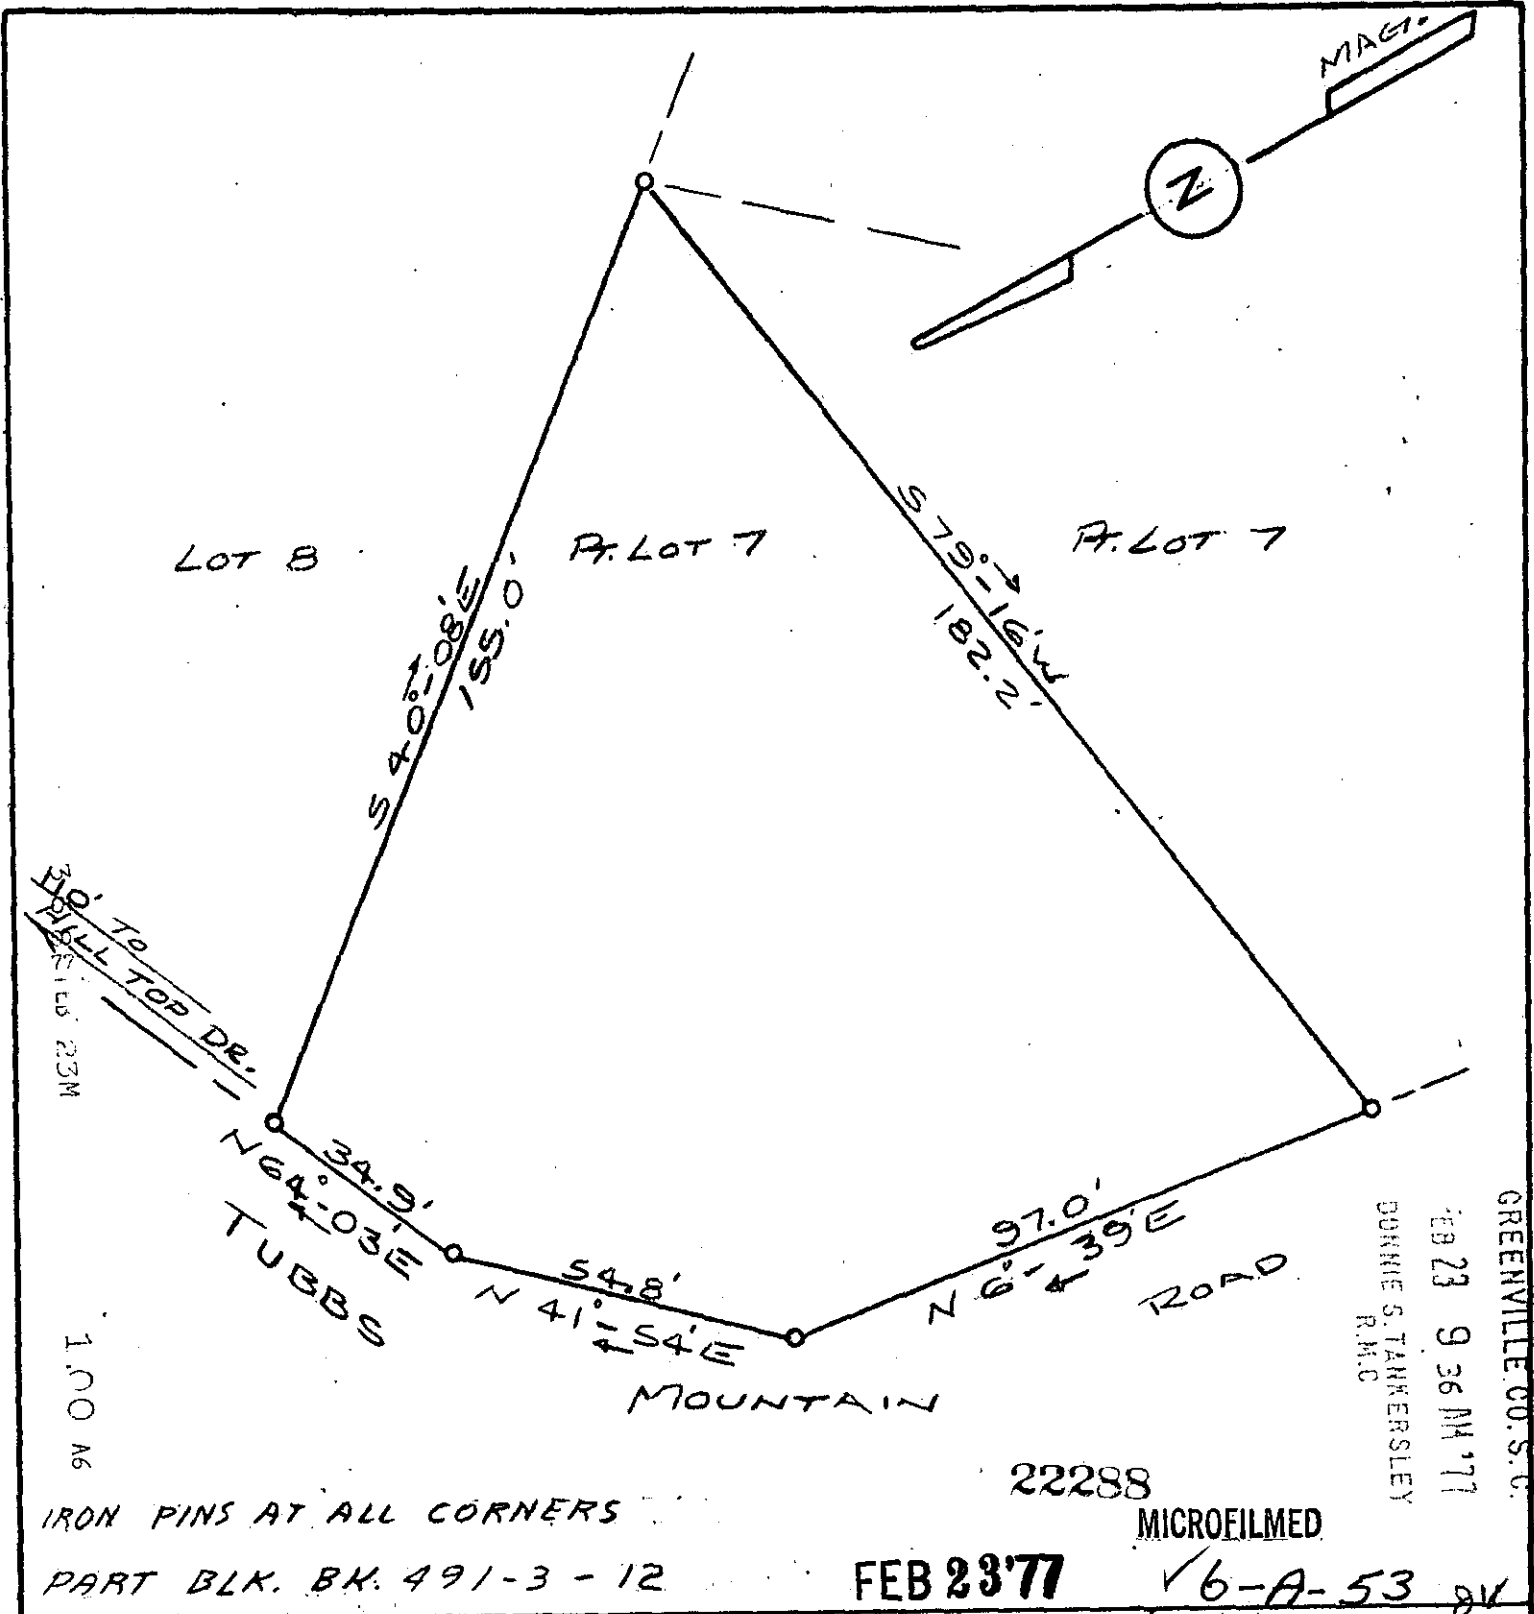 MAG.
N
LOT 8
PT. LOT 7
PT. LOT 7
S 40°-08'E
155.0'
S 79°-16'W
182.2'
TO
HILL TOP DR.
34.9'
N 64°-03'E
54.8'
N 41°-54'E
97.0'
N 6°-39'E
TUBBS
MOUNTAIN
ROAD
23M
1.00 A6
GREENVILLE CO. S. C.
FEB 23 9 36 AM '77
DONNIE S. TANKERSLEY
R.M.C
22288
MICROFILMED
IRON PINS AT ALL CORNERS
PART BLK. BK. 491-3-12
FEB 23 '77
✓ 6-A-53